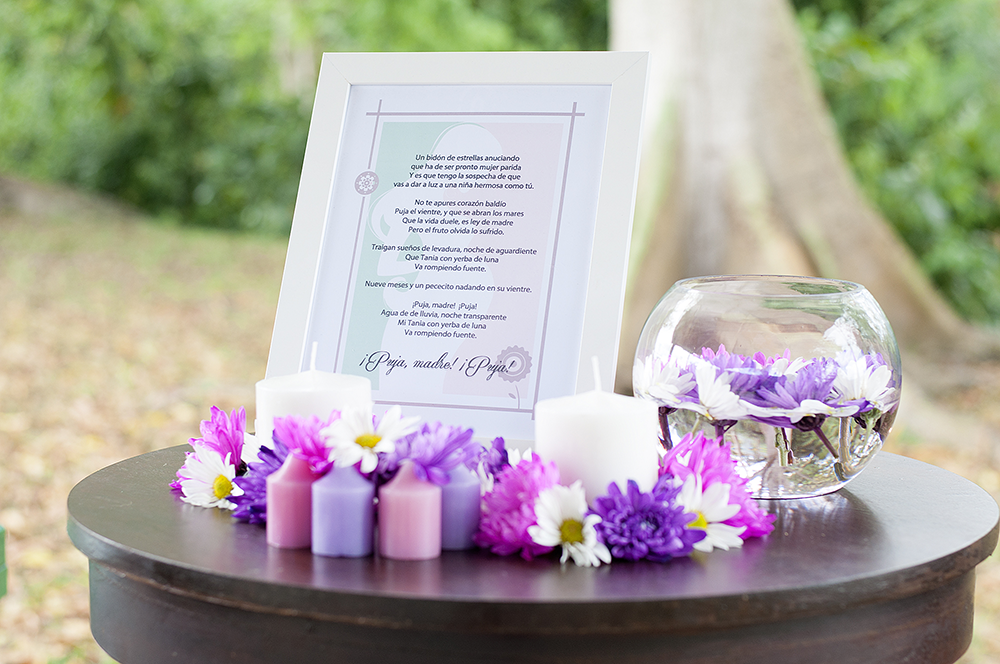 Un bidón de estrellas anuciando
que ha de ser pronto mujer parida
Y es que tengo la sospecha de que
vas a dar a luz a una niña hermosa como tú.
No te apures corazón baldío
Puja el vientre, y que se abran los mares
Que la vida duele, es ley de madre
Pero el fruto olvida lo sufrido.
Traigan sueños de levadura, noche de aguardiente
Que Tania con yerba de luna
Va rompiendo fuente.
Nueve meses y un pececito nadando en su vientre.
¡Puja, madre! ¡Puja!
Agua de de lluvia, noche transparente
Mi Tania con yerba de luna
Va rompiendo fuente.
¡Puja, madre! ¡Puja!